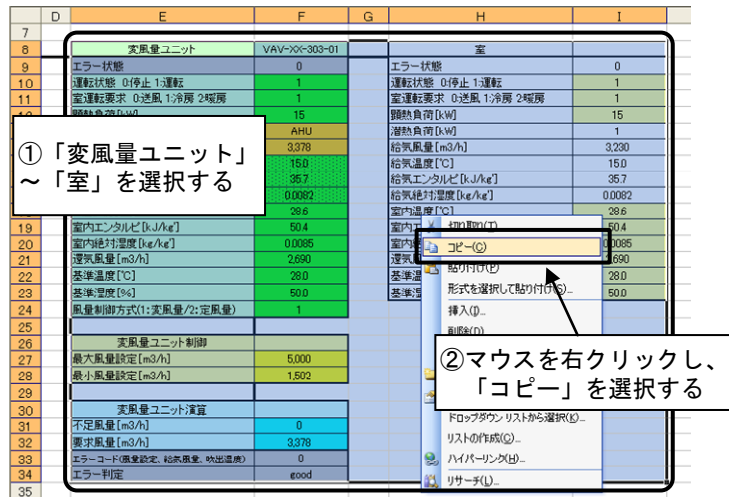 D E F G H I
7
8 変風量ユニット VAV-XX-303-01 室
9 エラー状態 0 エラー状態 0
10 運転状態 0:停止 1:運転 1 運転状態 0:停止 1:運転 1
11 室運転要求 0:送風 1:冷房 2:暖房 1 室運転要求 0:送風 1:冷房 2:暖房 1
顕熱負荷[kW] 15 顕熱負荷[kW] 15
AHU 潜熱負荷[kW] 1
3,378 給気風量[m3/h] 3,230
15.0 給気温度[℃] 15.0
35.7 給気エンタルピ[kJ/kg'] 35.7
0.0082 給気絶対湿度[kg/kg'] 0.0082
28.6 室内温度[℃] 28.6
①「変風量ユニット」
～「室」を選択する
19 室内エンタルピ[kJ/kg'] 50.4 室内エ 50.4
20 室内絶対湿度[kg/kg'] 0.0085 室内 0.0085
21 還気風量[m3/h] 2,690 還気 2,690
22 基準温度[℃] 28.0 基準温 28.0
23 基準湿度[%] 50.0 基準湿 50.0
24 風量制御方式(1:変風量/2:定風量) 1
25
26 変風量ユニット制御
27 最大風量設定[m3/h] 5,000
28 最小風量設定[m3/h] 1,502
29
30 変風量ユニット演算
31 不足風量[m3/h] 0
32 要求風量[m3/h] 3,378
33 エラーコード(風量設定、給気風量、吹出温度) 0
34 エラー判定 good
35
切り取り(T)
コピー(C)
貼り付け(P)
形式を選択して貼り付け(S)...
挿入(I)...
削除(D)...
②マウスを右クリックし、
「コピー」を選択する
ドロップダウン リストから選択(K)...
リストの作成(C)...
ハイパーリンク(H)...
リサーチ(L)...